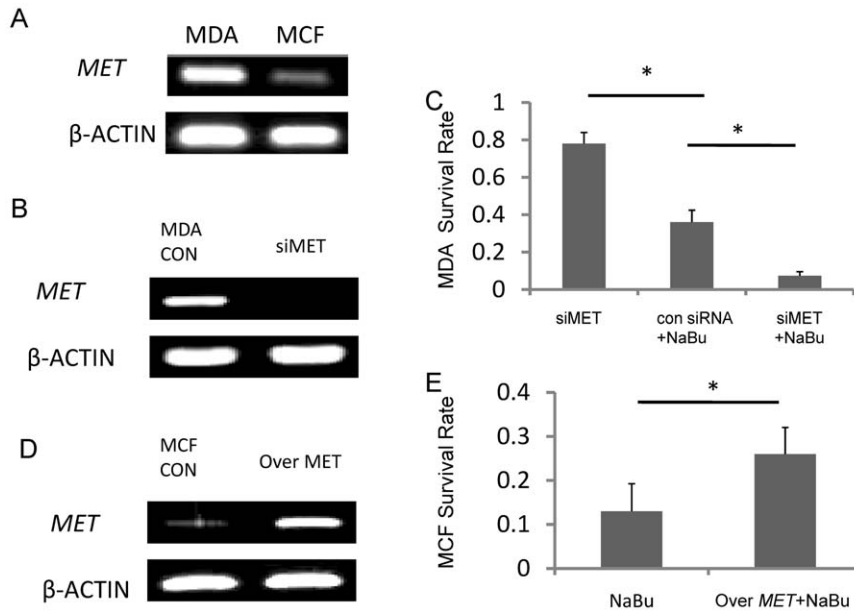 A
MDA MCF
MET
β-ACTIN
B
MDA
CON
siMET
MET
β-ACTIN
D
MCF
CON
Over MET
MET
β-ACTIN
C
MDA Survival Rate
1
0.8
0.6
0.4
0.2
0
*
*
siMET
con siRNA
+NaBu
siMET
+NaBu
E
MCF Survival Rate
0.4
0.3
0.2
0.1
0
*
NaBu
Over MET+NaBu